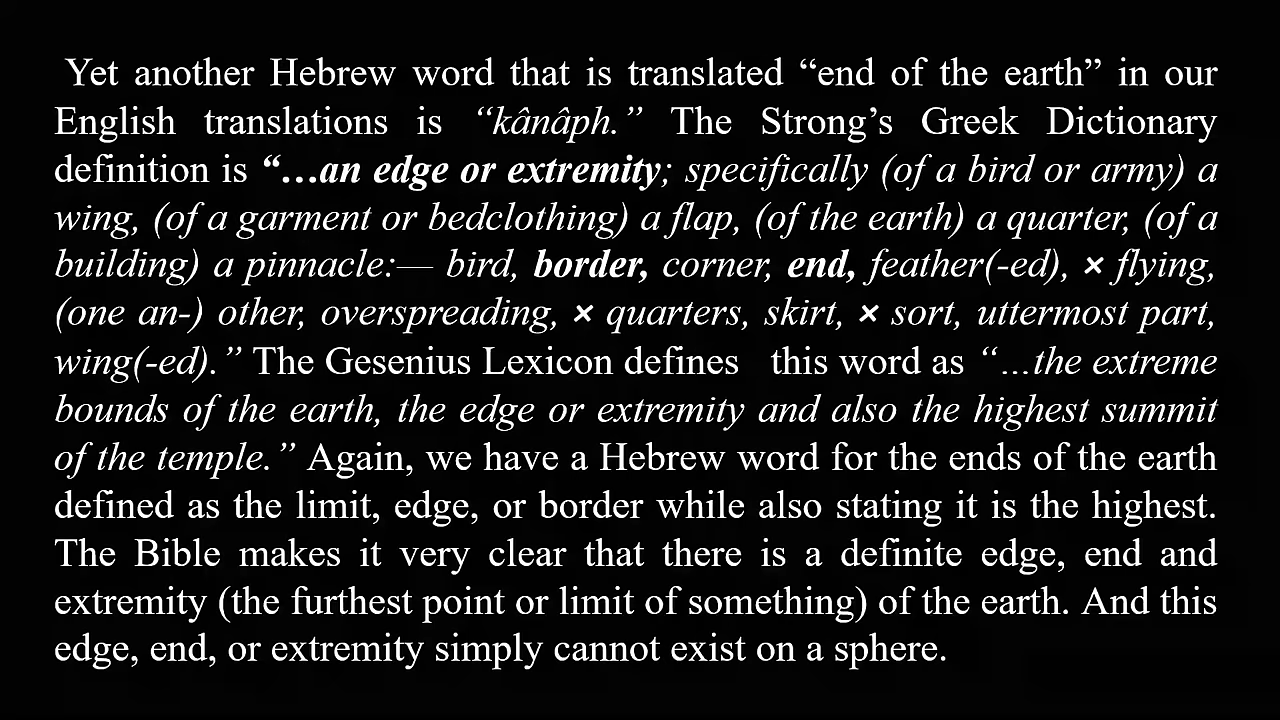 Yet another Hebrew word that is translated “end of the earth” in our
English translations is “kânâph.” The Strong’s Greek Dictionary
definition is “…an edge or extremity; specifically (of a bird or army) a
wing, (of a garment or bedclothing) a flap, (of the earth) a quarter, (of a
building) a pinnacle:— bird, border, corner, end, feather(-ed), × flying,
(one an-) other, overspreading, × quarters, skirt, × sort, uttermost part,
wing(-ed).” The Gesenius Lexicon defines this word as “…the extreme
bounds of the earth, the edge or extremity and also the highest summit
of the temple.” Again, we have a Hebrew word for the ends of the earth
defined as the limit, edge, or border while also stating it is the highest.
The Bible makes it very clear that there is a definite edge, end and
extremity (the furthest point or limit of something) of the earth. And this
edge, end, or extremity simply cannot exist on a sphere.